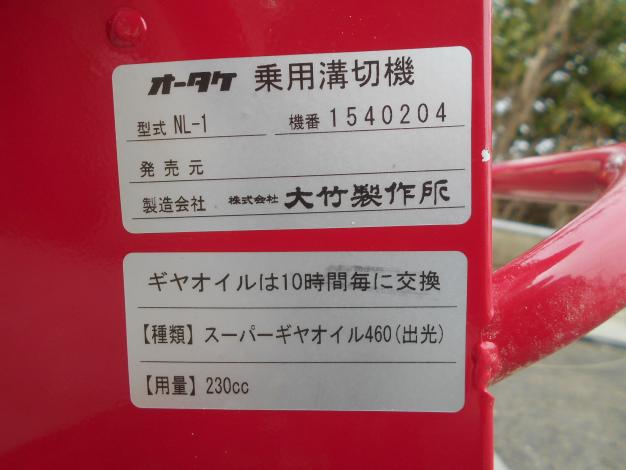 オータケ 乗用溝切機
型式 NL-1 機番 1540204
発売元
製造会社 株式会社 大竹製作所
ギヤオイルは10時間毎に交換
【種類】スーパーギヤオイル460(出光)
【用量】230cc